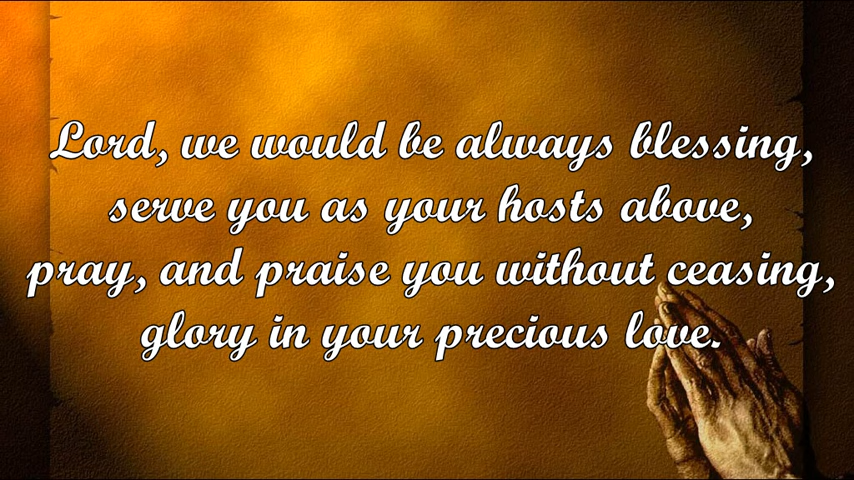 Lord, we would be always blessing,
serve you as your hosts above,
pray, and praise you without ceasing,
glory in your precious love.